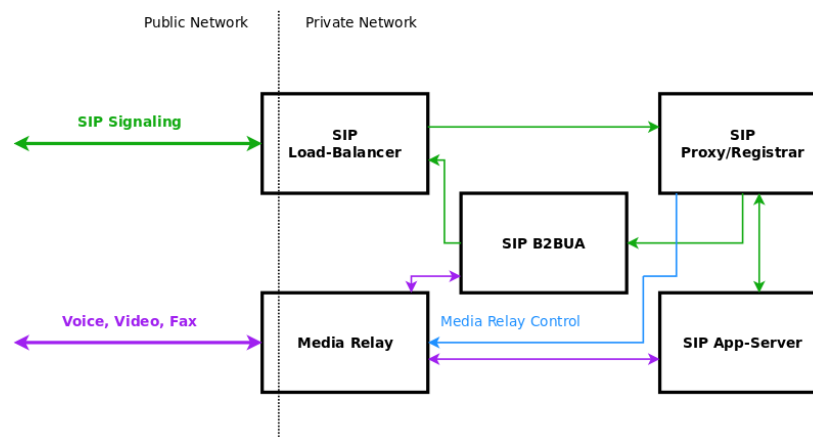 Public Network
Private Network
SIP Signaling
SIP
Load-Balancer
SIP
Proxy/Registrar
SIP B2BUA
Voice, Video, Fax
Media Relay
Media Relay Control
SIP App-Server